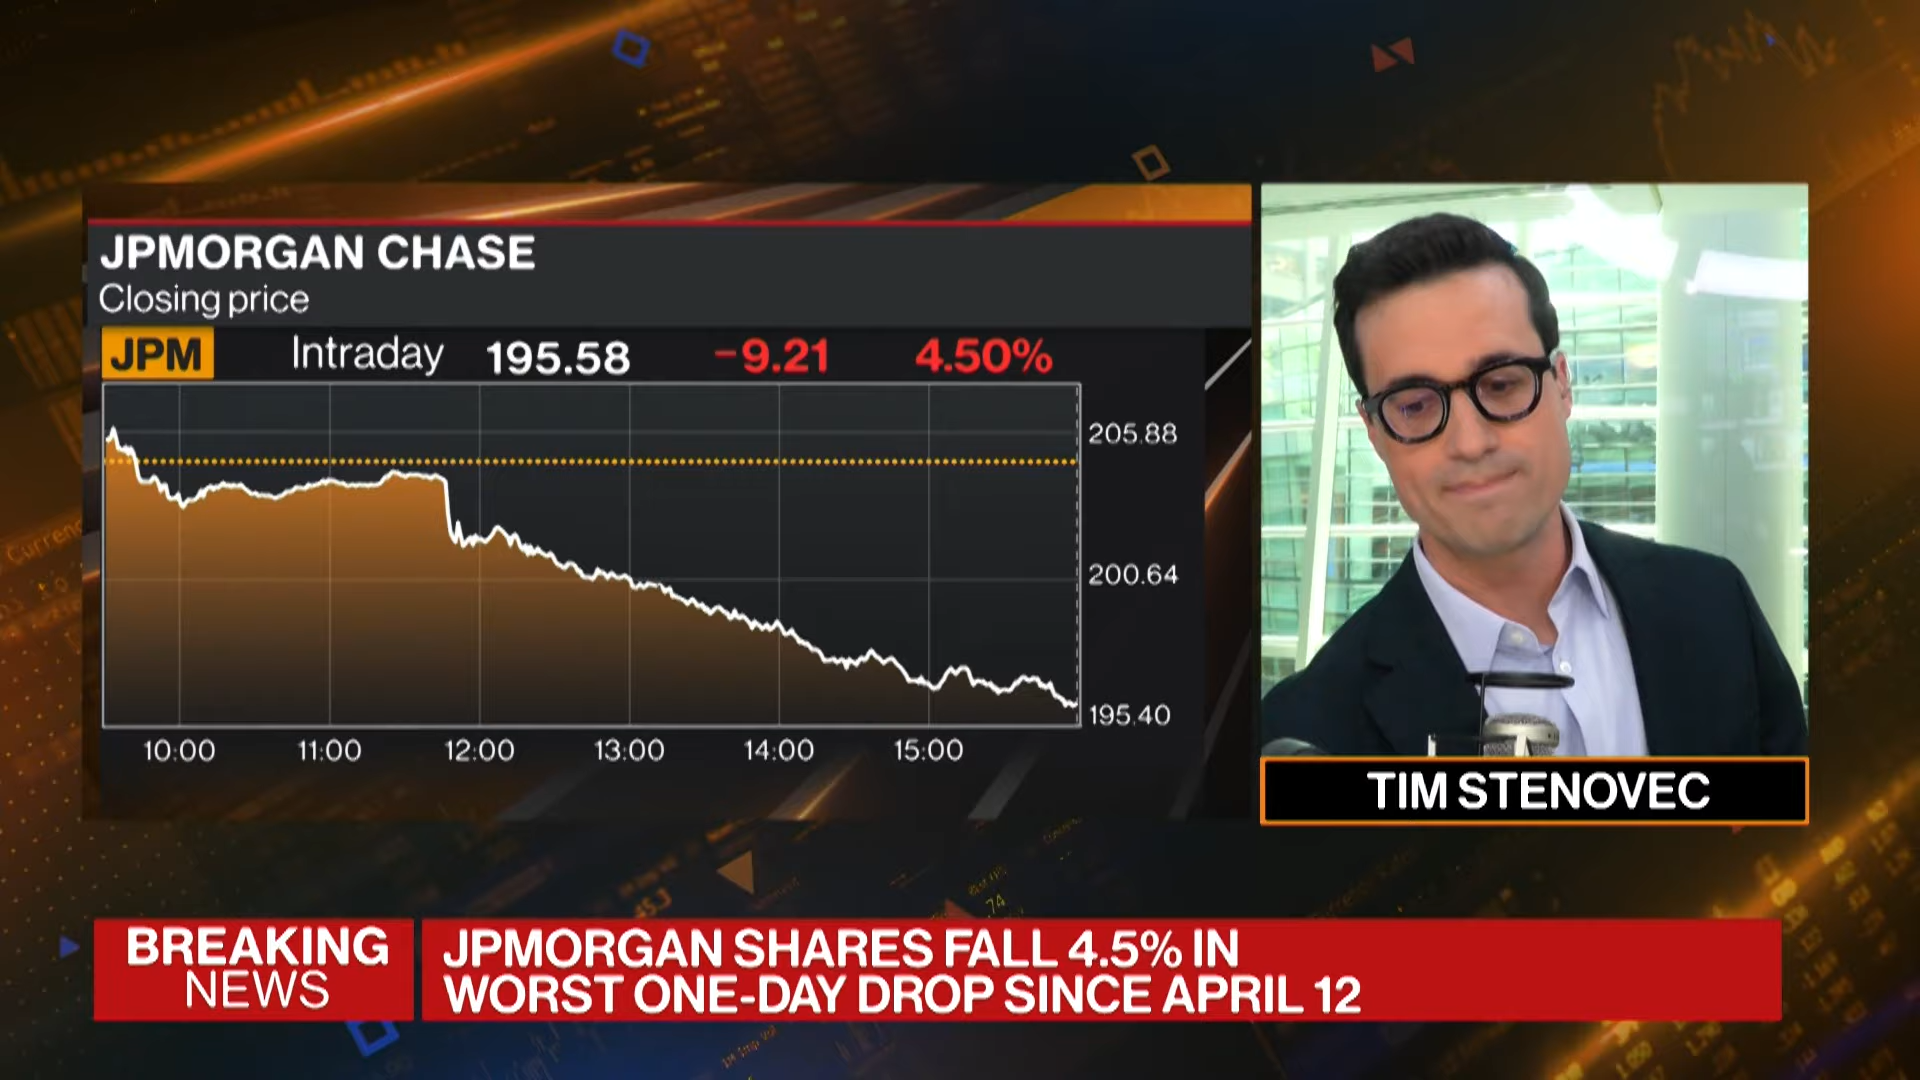 JPMORGAN CHASE
Closing price
JPM Intraday 195.58 -9.21 4.50%
205.88
200.64
195.40
10:00 11:00 12:00 13:00 14:00 15:00
TIM STENOVEC
BREAKING
NEWS
JPMORGAN SHARES FALL 4.5% IN
WORST ONE-DAY DROP SINCE APRIL 12